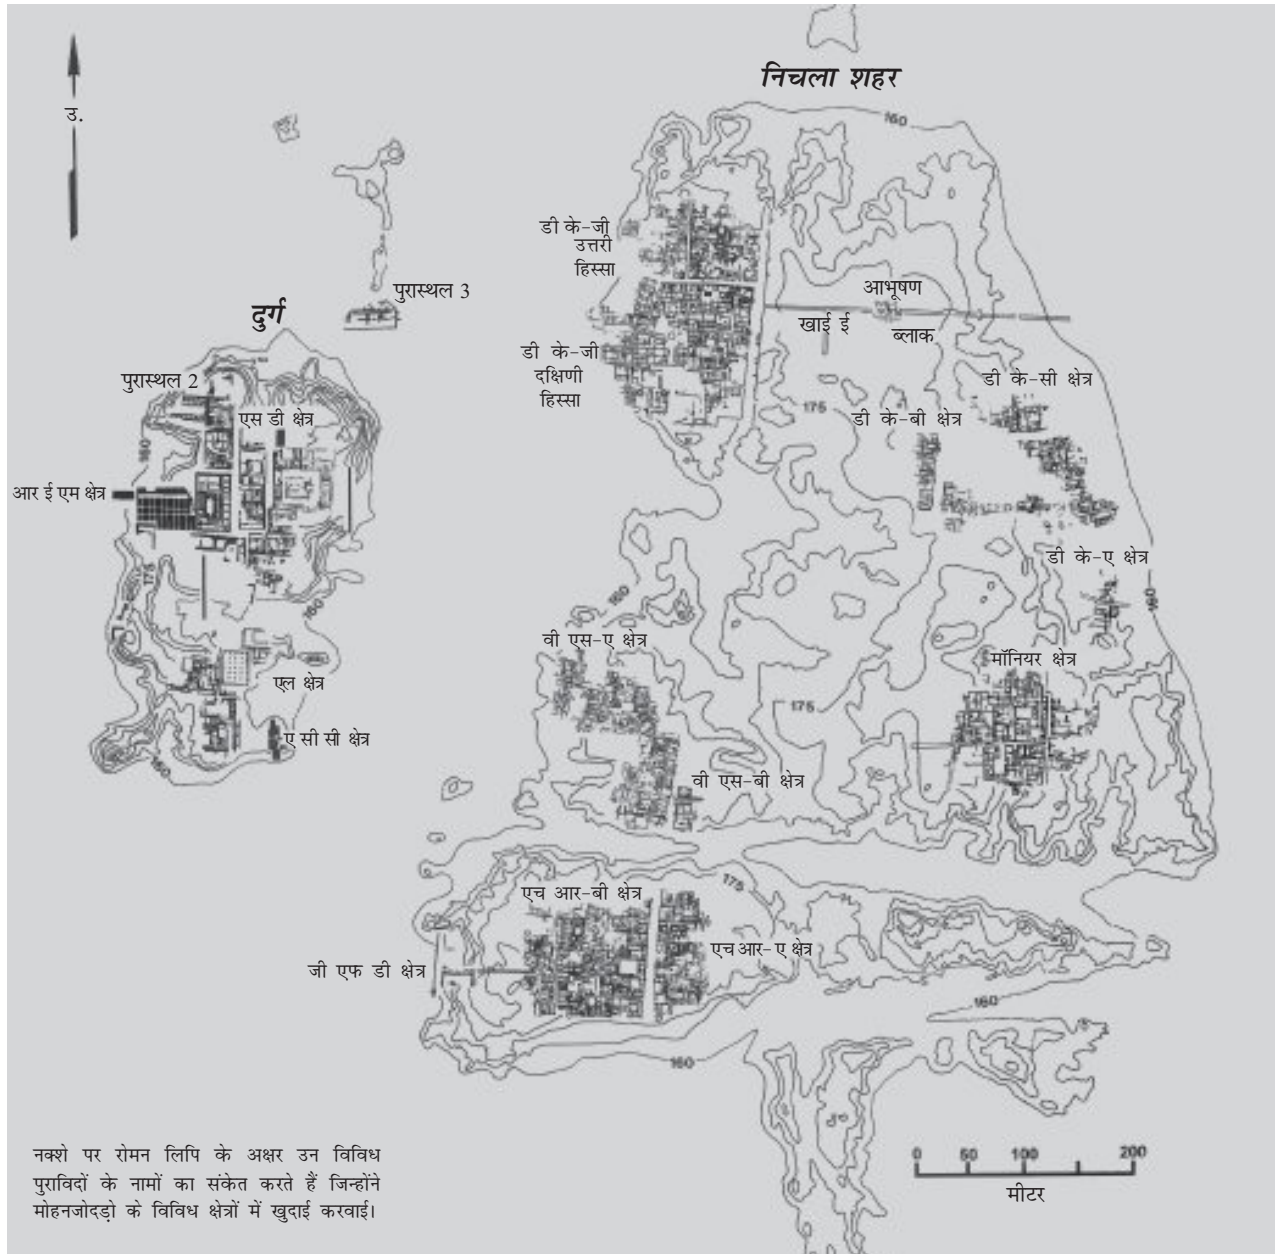 निचला शहर
उ.
160
डी के-जी
उत्तरी
हिस्सा
पुरास्थल 3
आभूषण
दुर्ग
खाई ई
ब्लाक
डी के-जी
दक्षिणी
हिस्सा
पुरास्थल 2
डी के-सी क्षेत्र
एस डी क्षेत्र
175
डी के-बी क्षेत्र
160
आर ई एम क्षेत्र
डी के-ए क्षेत्र
175
160
160
160
वी एस-ए क्षेत्र
मॉनियर क्षेत्र
एल क्षेत्र
175
ए सी सी क्षेत्र
160
वी एस-बी क्षेत्र
175
एच आर-बी क्षेत्र
एच आर-ए क्षेत्र
जी एफ डी क्षेत्र
160
160
नक्शे पर रोमन लिपि के अक्षर उन विविध
पुराविदों के नामों का संकेत करते हैं जिन्होंने
मोहनजोदड़ो के विविध क्षेत्रों में खुदाई करवाई।
0 50 100 200
मीटर